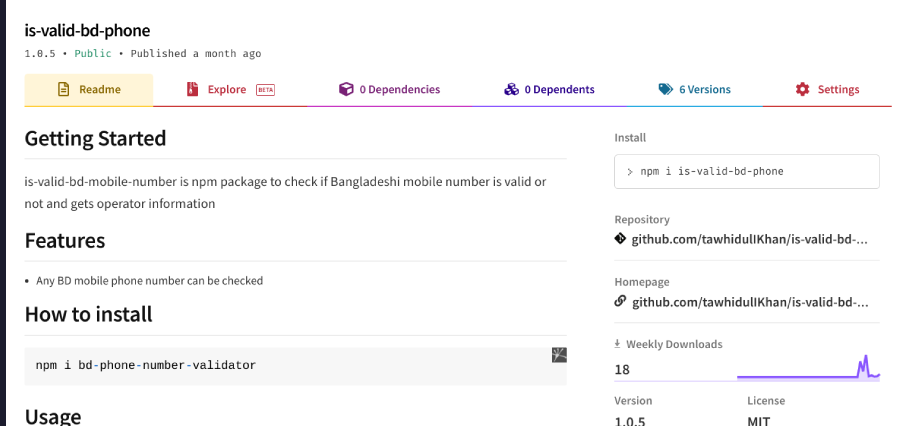 is-valid-bd-phone
1.0.5 • Public • Published a month ago
Readme
Explore BETA
0 Dependencies
0 Dependents
6 Versions
Settings
Getting Started
is-valid-bd-mobile-number is npm package to check if Bangladeshi mobile number is valid or
not and gets operator information
Features
• Any BD mobile phone number can be checked
How to install
npm i bd-phone-number-validator
Usage
Install
> npm i is-valid-bd-phone
Repository
github.com/tawhidulIKhan/is-valid-bd-...
Homepage
github.com/tawhidulIKhan/is-valid-bd-...
Weekly Downloads
18
Version
1.0.5
License
MIT